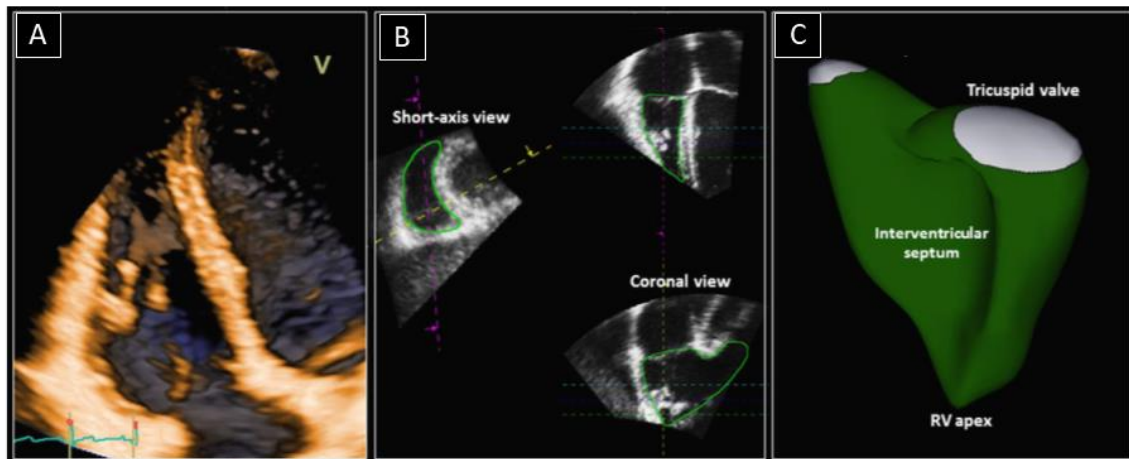 A
V
B
Short-axis view
Coronal view
C
Tricuspid valve
Interventricular
septum
RV apex